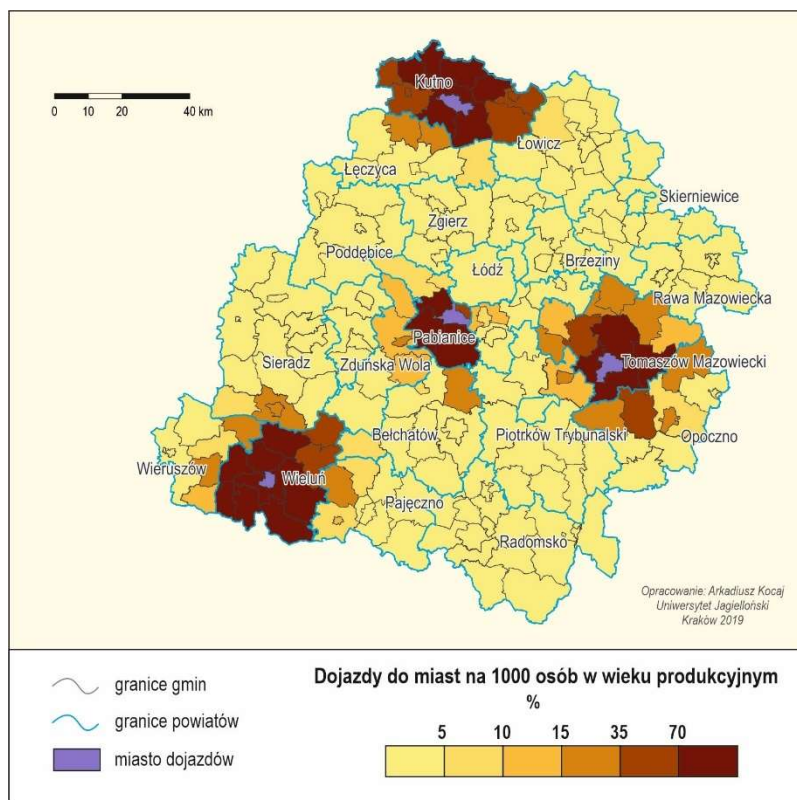 Kutno
0 10 20 40 km
Łowicz
Łęczyca
Skierniewice
Zgierz
Poddębice
Łódź
Brzeziny
Rawa Mazowiecka
Pabianice
Sieradz
Zduńska Wola
Tomaszów Mazowiecki
Bełchatów
Piotrków Trybunalski
Opoczno
Wieruszów
Wieluń
Pajęczno
Radomsko
Opracowanie: Arkadiusz Kocaj
Uniwersytet Jagielloński
Kraków 2019
granice gmin
granice powiatów
miasto dojazdów
Dojazdy do miast na 1000 osób w wieku produkcyjnym
%
5 10 15 35 70